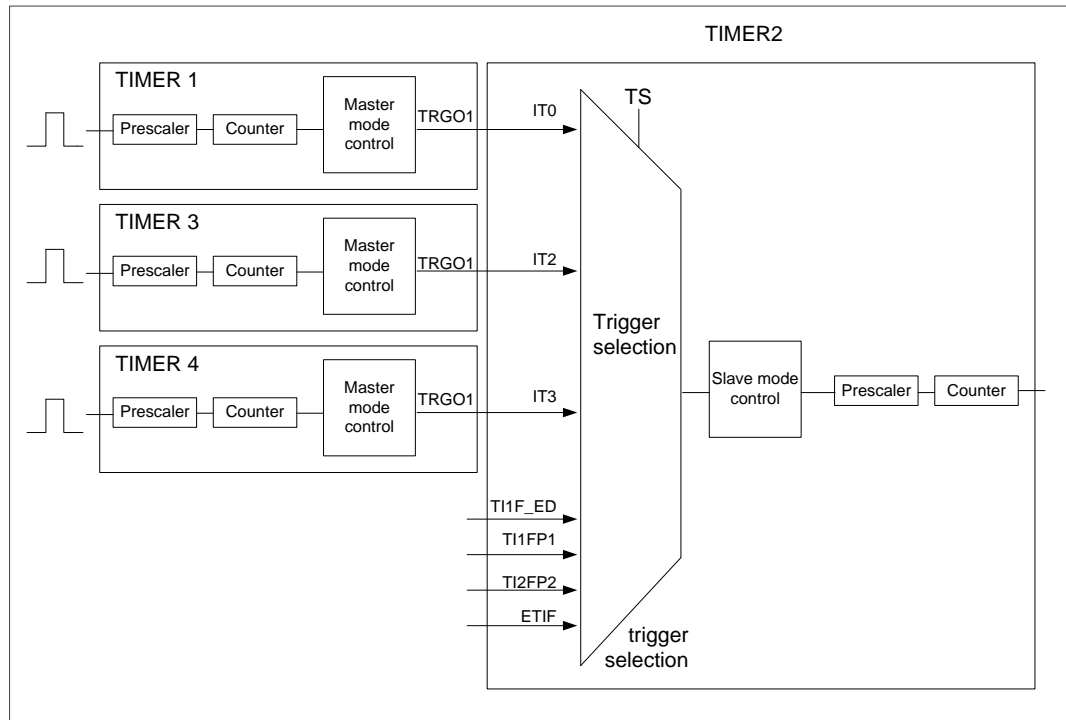 TIMER2
TIMER 1
Prescaler
Counter
Master
mode
control
TRGO1
IT0
TS
TIMER 3
Prescaler
Counter
Master
mode
control
TRGO1
IT2
TIMER 4
Prescaler
Counter
Master
mode
control
TRGO1
IT3
Trigger
selection
Slave mode
control
Prescaler
Counter
TI1F_ED
TI1FP1
TI2FP2
ETIF
trigger
selection